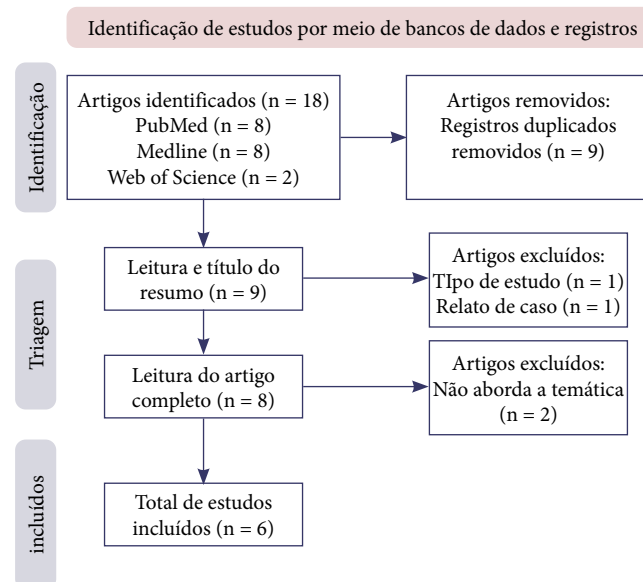 Identificação de estudos por meio de bancos de dados e registros
Identificação
Artigos identificados (n = 18)
PubMed (n = 8)
Medline (n = 8)
Web of Science (n = 2)
Artigos removidos:
Registros duplicados
removidos (n = 9)
Triagem
Leitura e título do
resumo (n = 9)
Artigos excluídos:
TIpo de estudo (n = 1)
Relato de caso (n = 1)
Leitura do artigo
completo (n = 8)
Artigos excluídos:
Não aborda a temática
(n = 2)
incluídos
Total de estudos
incluídos (n = 6)